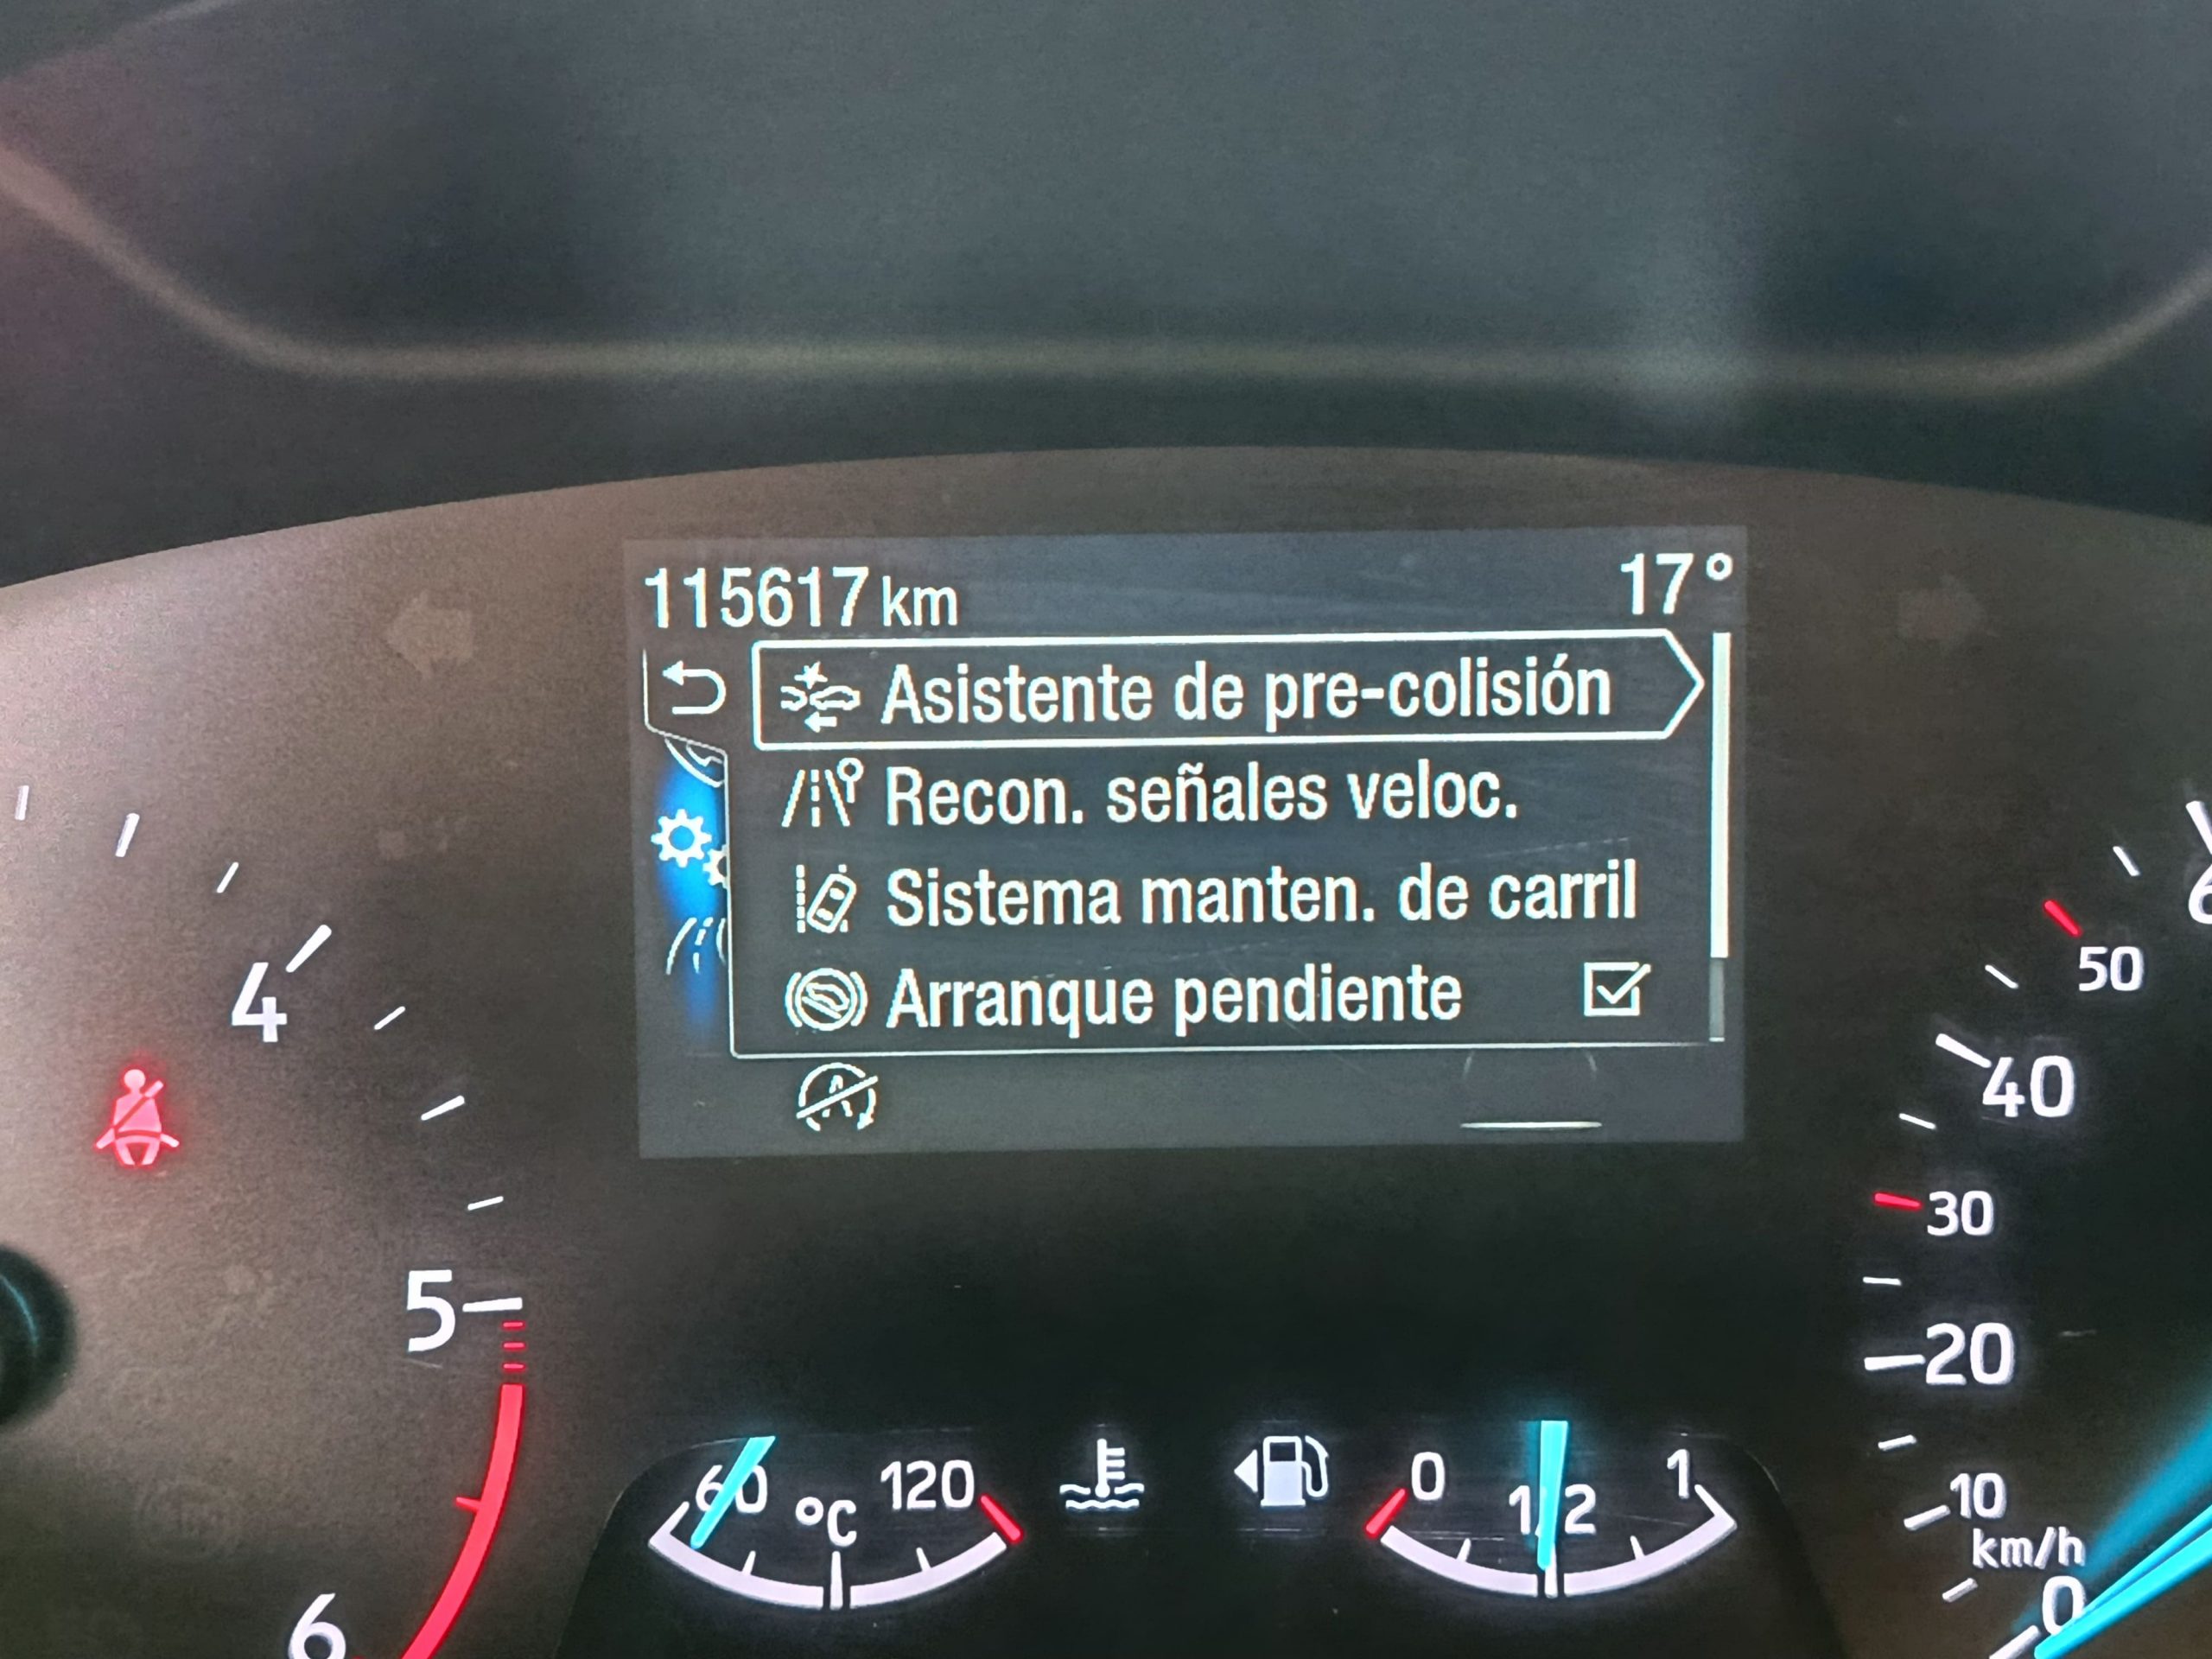 115617 km 17°
Asistente de pre-colisión
Recon. señales veloc.
Sistema manten. de carril
Arranque pendiente
4
5
6
50
40
30
20
10
km/h
0
60 °C 120
0 1/2 1